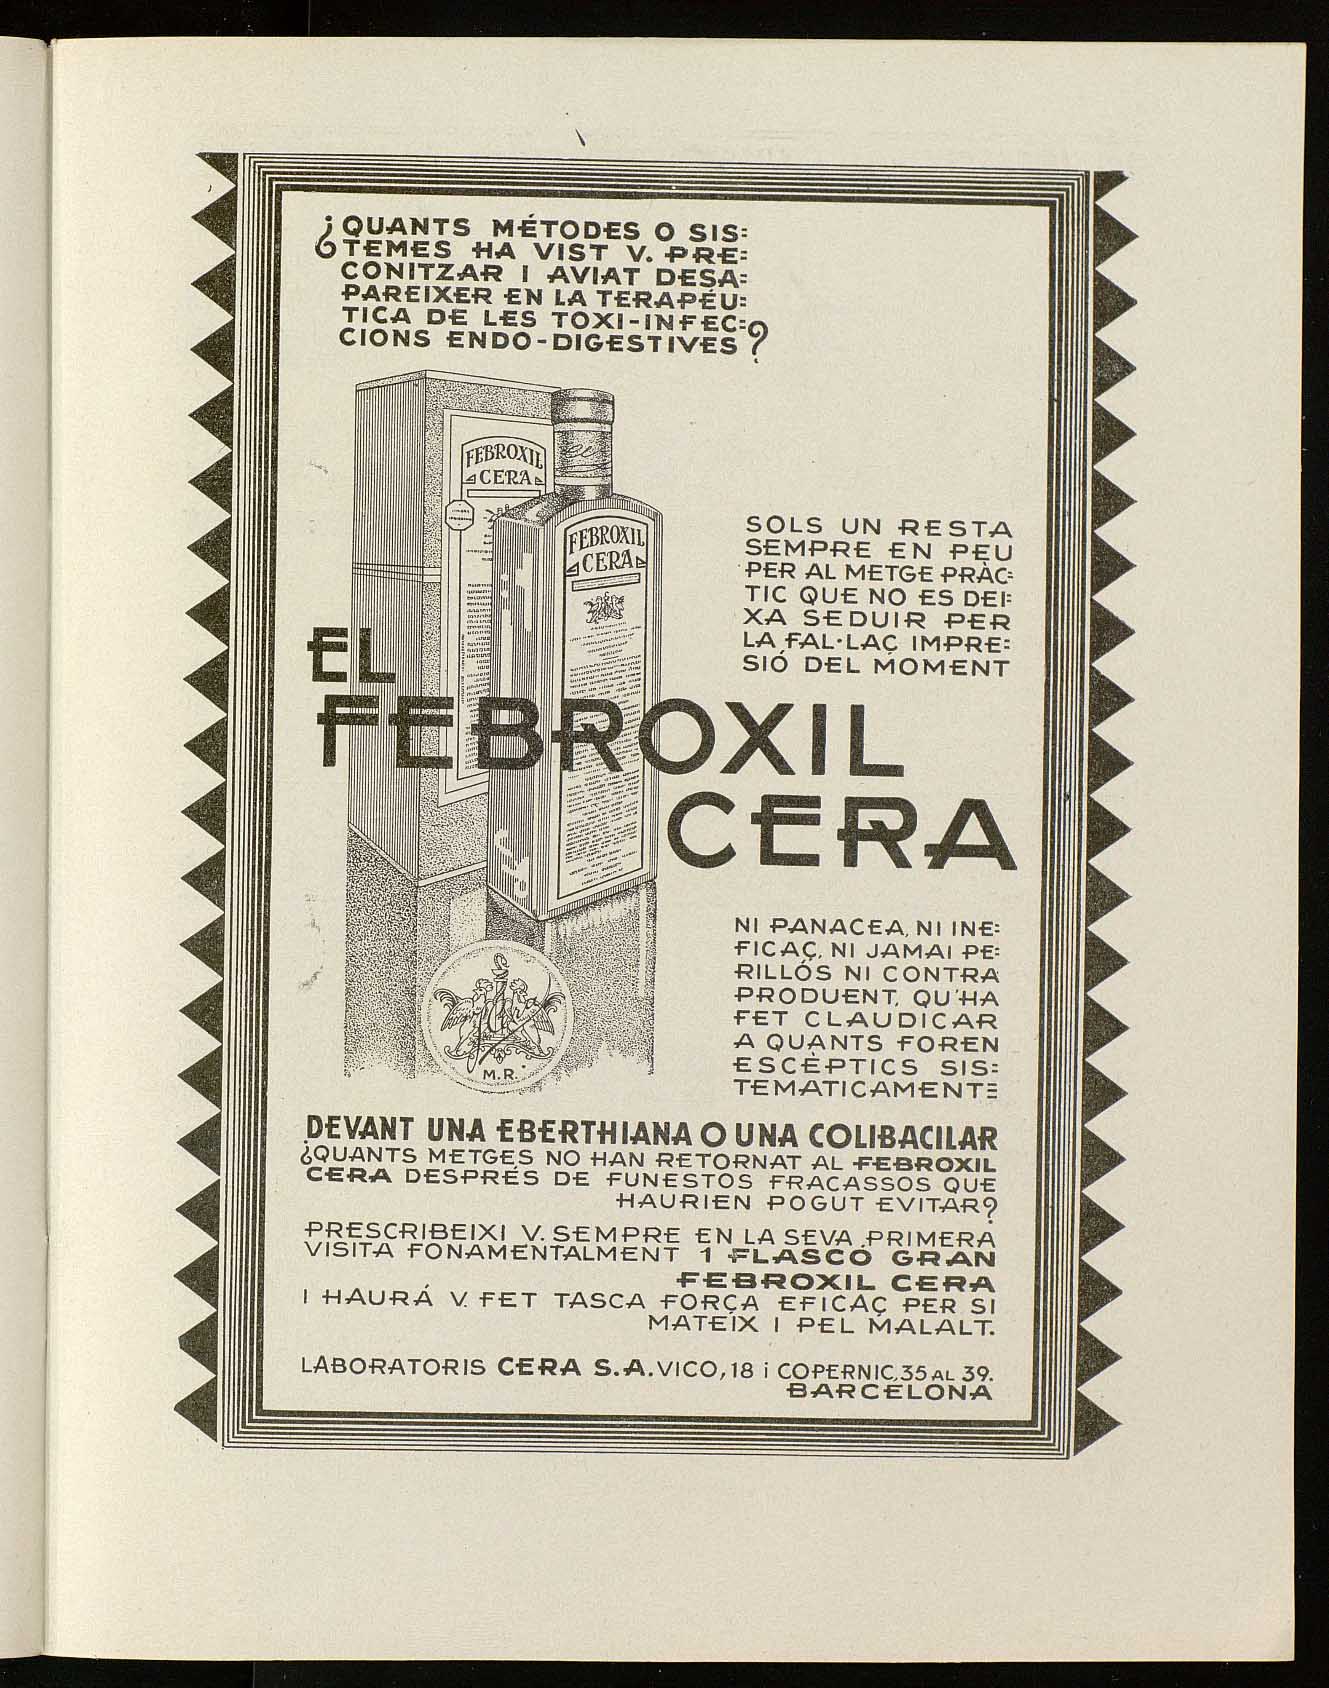 ¿QUANTS MÉTODES O SIS=
TEMES HA VIST V. PRE=
CONITZAR I AVIAT DESA=
PAREIXER EN LA TERAPÉU=
TICA DE LES TOXI-INFEC=
CIONS ENDO-DIGESTIVES?
FEBROXIL
CERA
FEBROXIL
CERA
SOLS UN RESTA
SEMPRE EN PEU
PER AL METGE PRÀC=
TIC QUE NO ES DEI=
XA SEDUIR PER
LA FAL·LAÇ IMPRE=
SIÓ DEL MOMENT
EL
FEBROXIL
CERA
NI PANACEA, NI INE=
FICAÇ, NI JAMAI PE=
RILLÓS NI CONTRA
PRODUENT, QU'HA
FET CLAUDICAR
A QUANTS FOREN
ESCÈPTICS SIS=
TEMATICAMENTE
M.R.
DEVANT UNA EBERTHIANA O UNA COLIBACILAR
¿QUANTS METGES NO HAN RETORNAT AL FEBROXIL
CERA DESPRÉS DE FUNESTOS FRACASSOS QUE
HAURIEN POGUT EVITAR?
PRESCRIBEIXI V. SEMPRE EN LA SEVA PRIMERA
VISITA FONAMENTALMENT 1 FLASCÓ GRAN
FEBROXIL CERA
I HAURÁ V. FET TASCA FORÇA EFICAÇ PER SI
MATEIX I PEL MALALT.
LABORATORIS CERA S.A. VICO, 18 i COPERNIC, 35 AL 39.
BARCELONA